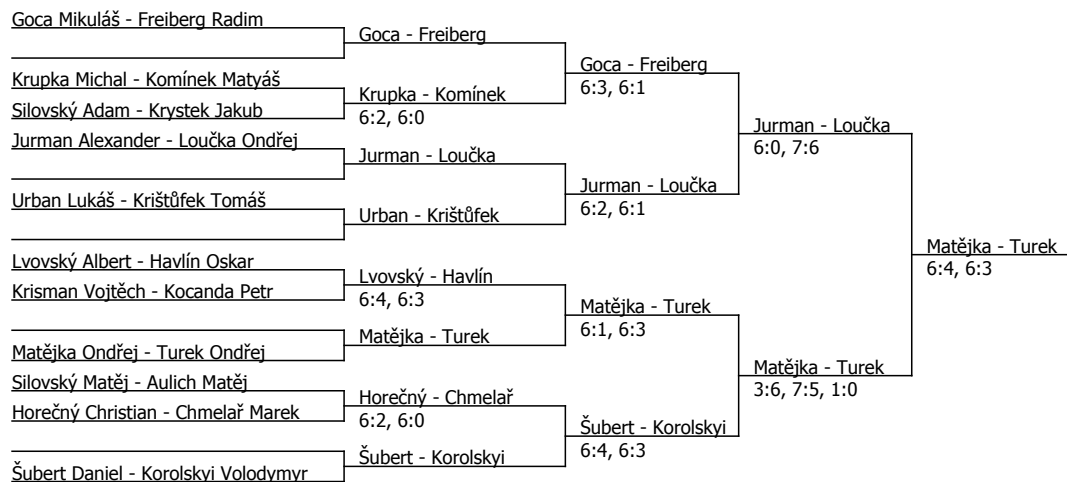 Goca Mikuláš - Freiberg Radim
Krupka Michal - Komínek Matyáš
Silovský Adam - Krystek Jakub
Jurman Alexander - Loučka Ondřej
Urban Lukáš - Krištůfek Tomáš
Lvovský Albert - Havlín Oskar
Krisman Vojtěch - Kocanda Petr
Matějka Ondřej - Turek Ondřej
Silovský Matěj - Aulich Matěj
Horečný Christian - Chmelař Marek
Šubert Daniel - Korolskyi Volodymyr
Goca - Freiberg
Krupka - Komínek
6:2, 6:0
Jurman - Loučka
Urban - Krištůfek
Lvovský - Havlín
6:4, 6:3
Matějka - Turek
Horečný - Chmelař
6:2, 6:0
Šubert - Korolskyi
Goca - Freiberg
6:3, 6:1
Jurman - Loučka
6:2, 6:1
Matějka - Turek
6:1, 6:3
Šubert - Korolskyi
6:4, 6:3
Jurman - Loučka
6:0, 7:6
Matějka - Turek
3:6, 7:5, 1:0
Matějka - Turek
6:4, 6:3